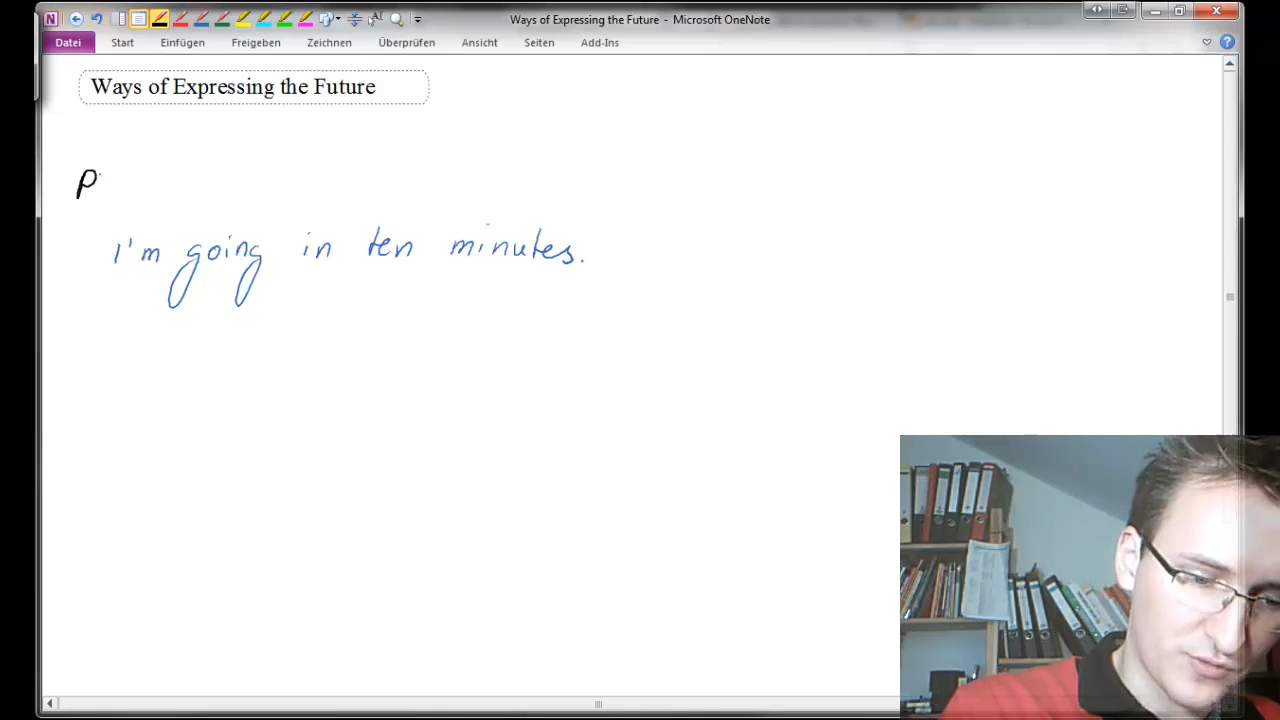 Ways of Expressing the Future - Microsoft OneNote
Datei Start Einfügen Freigeben Zeichnen Überprüfen Ansicht Seiten Add-Ins
Ways of Expressing the Future
P
I'm going in ten minutes.